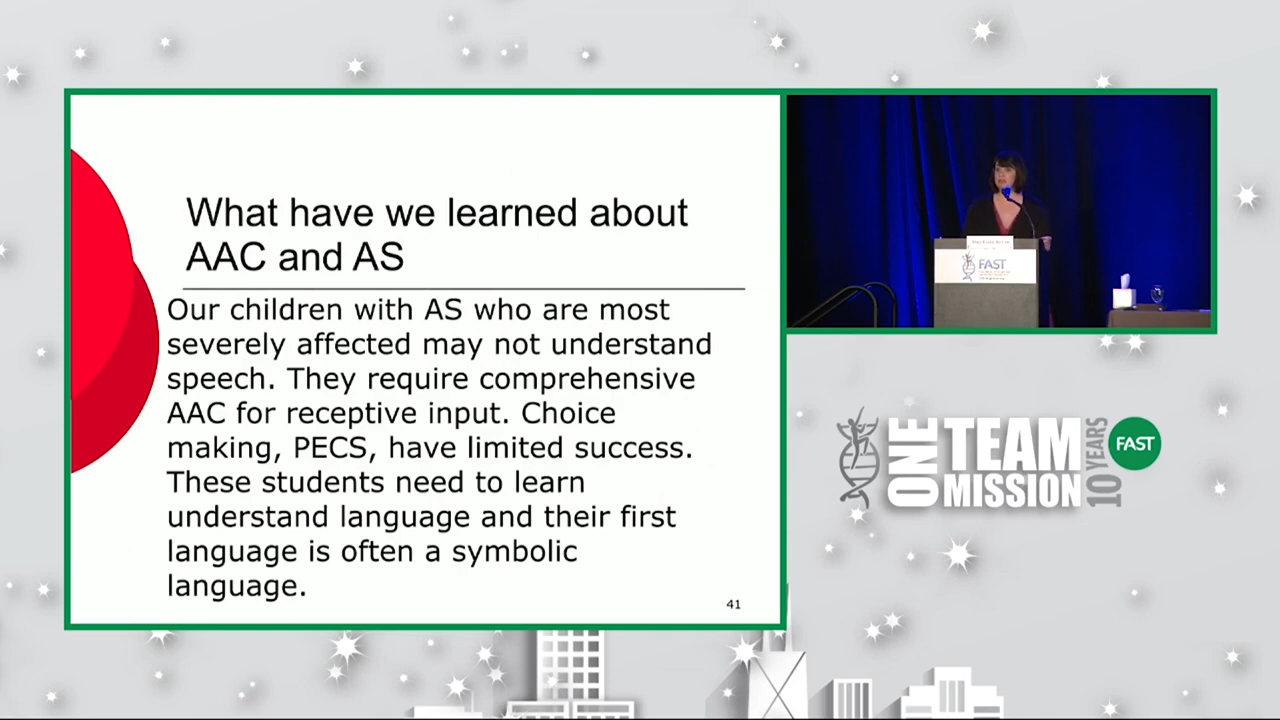 What have we learned about
AAC and AS
Our children with AS who are most
severely affected may not understand
speech. They require comprehensive
AAC for receptive input. Choice
making, PECS, have limited success.
These students need to learn
understand language and their first
language is often a symbolic
language.
41
FAST
ONE TEAM MISSION 10 YEARS
FAST